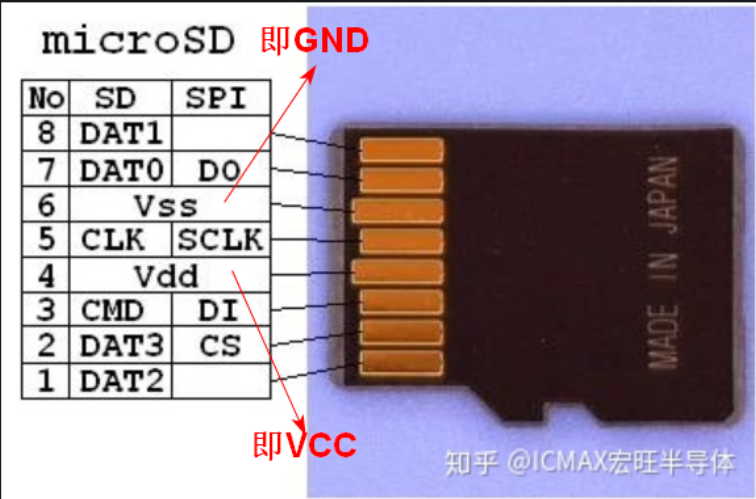 microSD
即GND
No SD SPI
8 DAT1
7 DAT0 DO
6 Vss
5 CLK SCLK
4 Vdd
3 CMD DI
2 DAT3 CS
1 DAT2
即VCC
MADE IN JAPAN
知乎 @ICMAX宏旺半导体